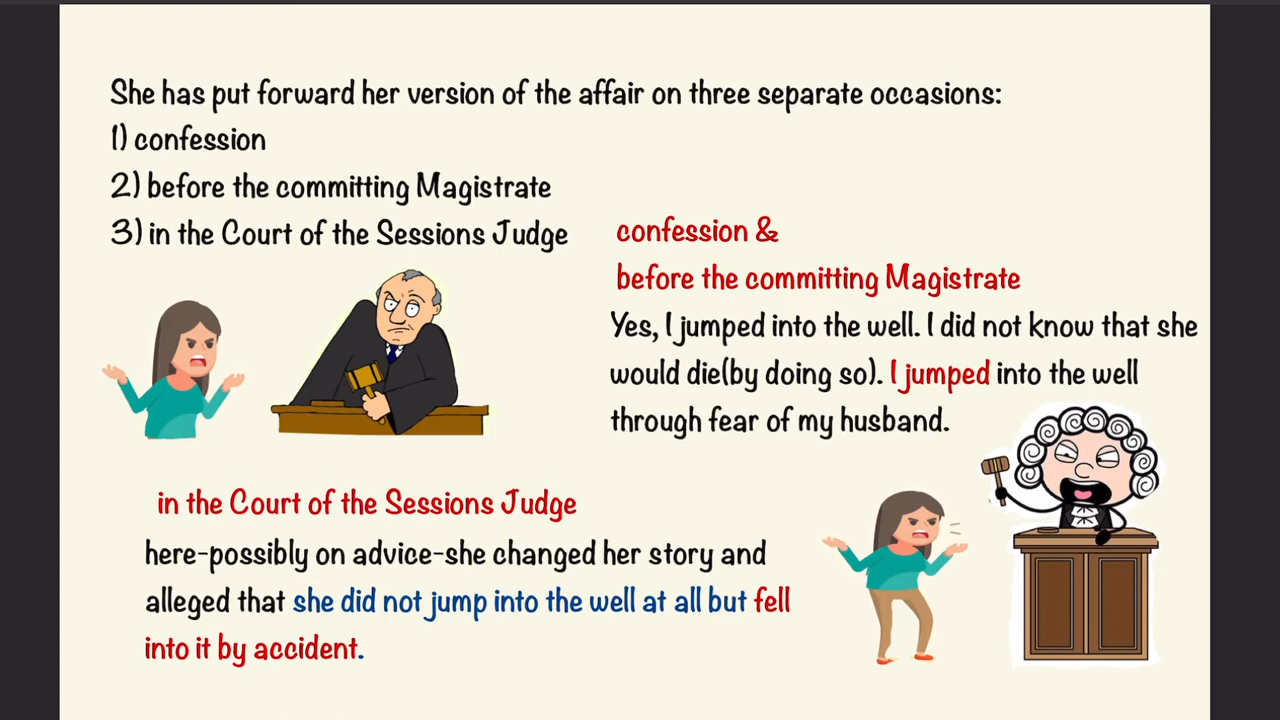 She has put forward her version of the affair on three separate occasions:
1) confession
2) before the committing Magistrate
3) in the Court of the Sessions Judge
confession &
before the committing Magistrate
Yes, I jumped into the well. I did not know that she
would die(by doing so). I jumped into the well
through fear of my husband.
in the Court of the Sessions Judge
here-possibly on advice-she changed her story and
alleged that she did not jump into the well at all but fell
into it by accident.